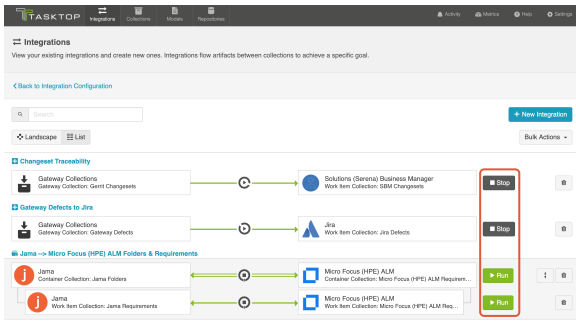 TASKTOP
Integrations
Collections
Models
Repositories
Activity
Metrics
Help
Settings
Integrations
View your existing integrations and create new ones. Integrations flow artifacts between collections to achieve a specific goal.
Back to Integration Configuration
Search
+ New Integration
Landscape
List
Bulk Actions
Changeset Traceability
Gateway Collections
Gateway Collection: Gerrit Changesets
Solutions (Serena) Business Manager
Work Item Collection: SBM Changesets
Stop
Gateway Defects to Jira
Gateway Collections
Gateway Collection: Gateway Defects
Jira
Work Item Collection: Jira Defects
Stop
Jama --> Micro Focus (HPE) ALM Folders & Requirements
Jama
Container Collection: Jama Folders
Micro Focus (HPE) ALM
Container Collection: Micro Focus (HPE) ALM Requirem...
Run
Jama
Work Item Collection: Jama Requirements
Micro Focus (HPE) ALM
Work Item Collection: Micro Focus (HPE) ALM Req...
Run